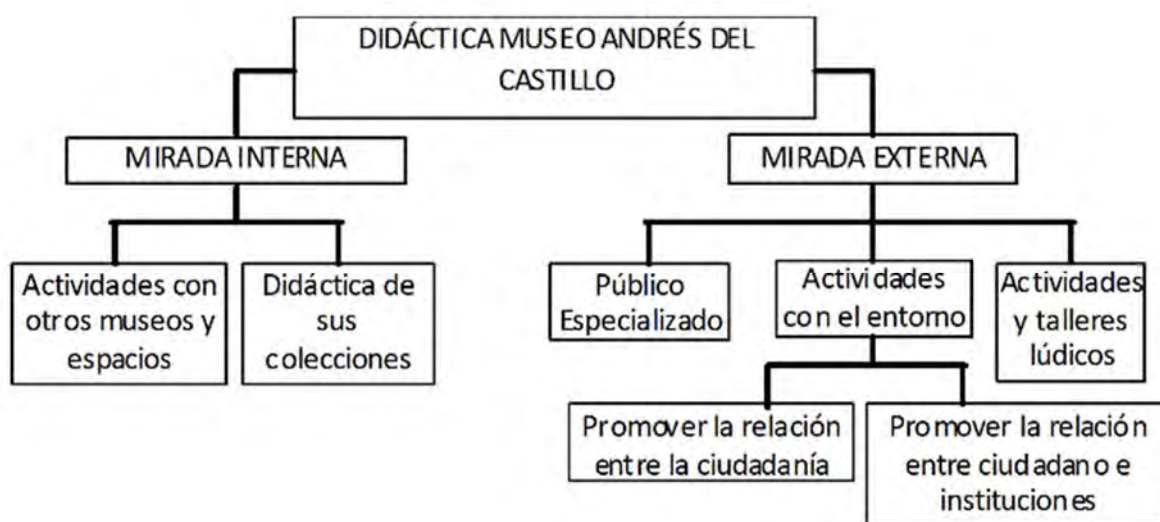 DIDÁCTICA MUSEO ANDRÉS DEL
CASTILLO
MIRADA INTERNA
MIRADA EXTERNA
Actividades con
otros museos y
espacios
Didáctica de
sus
colecciones
Público
Especializado
Actividades
con el entorno
Actividades
y talleres
lúdicos
Promover la relación
entre la ciudadanía
Promover la relación
entre ciudadano e
instituciones